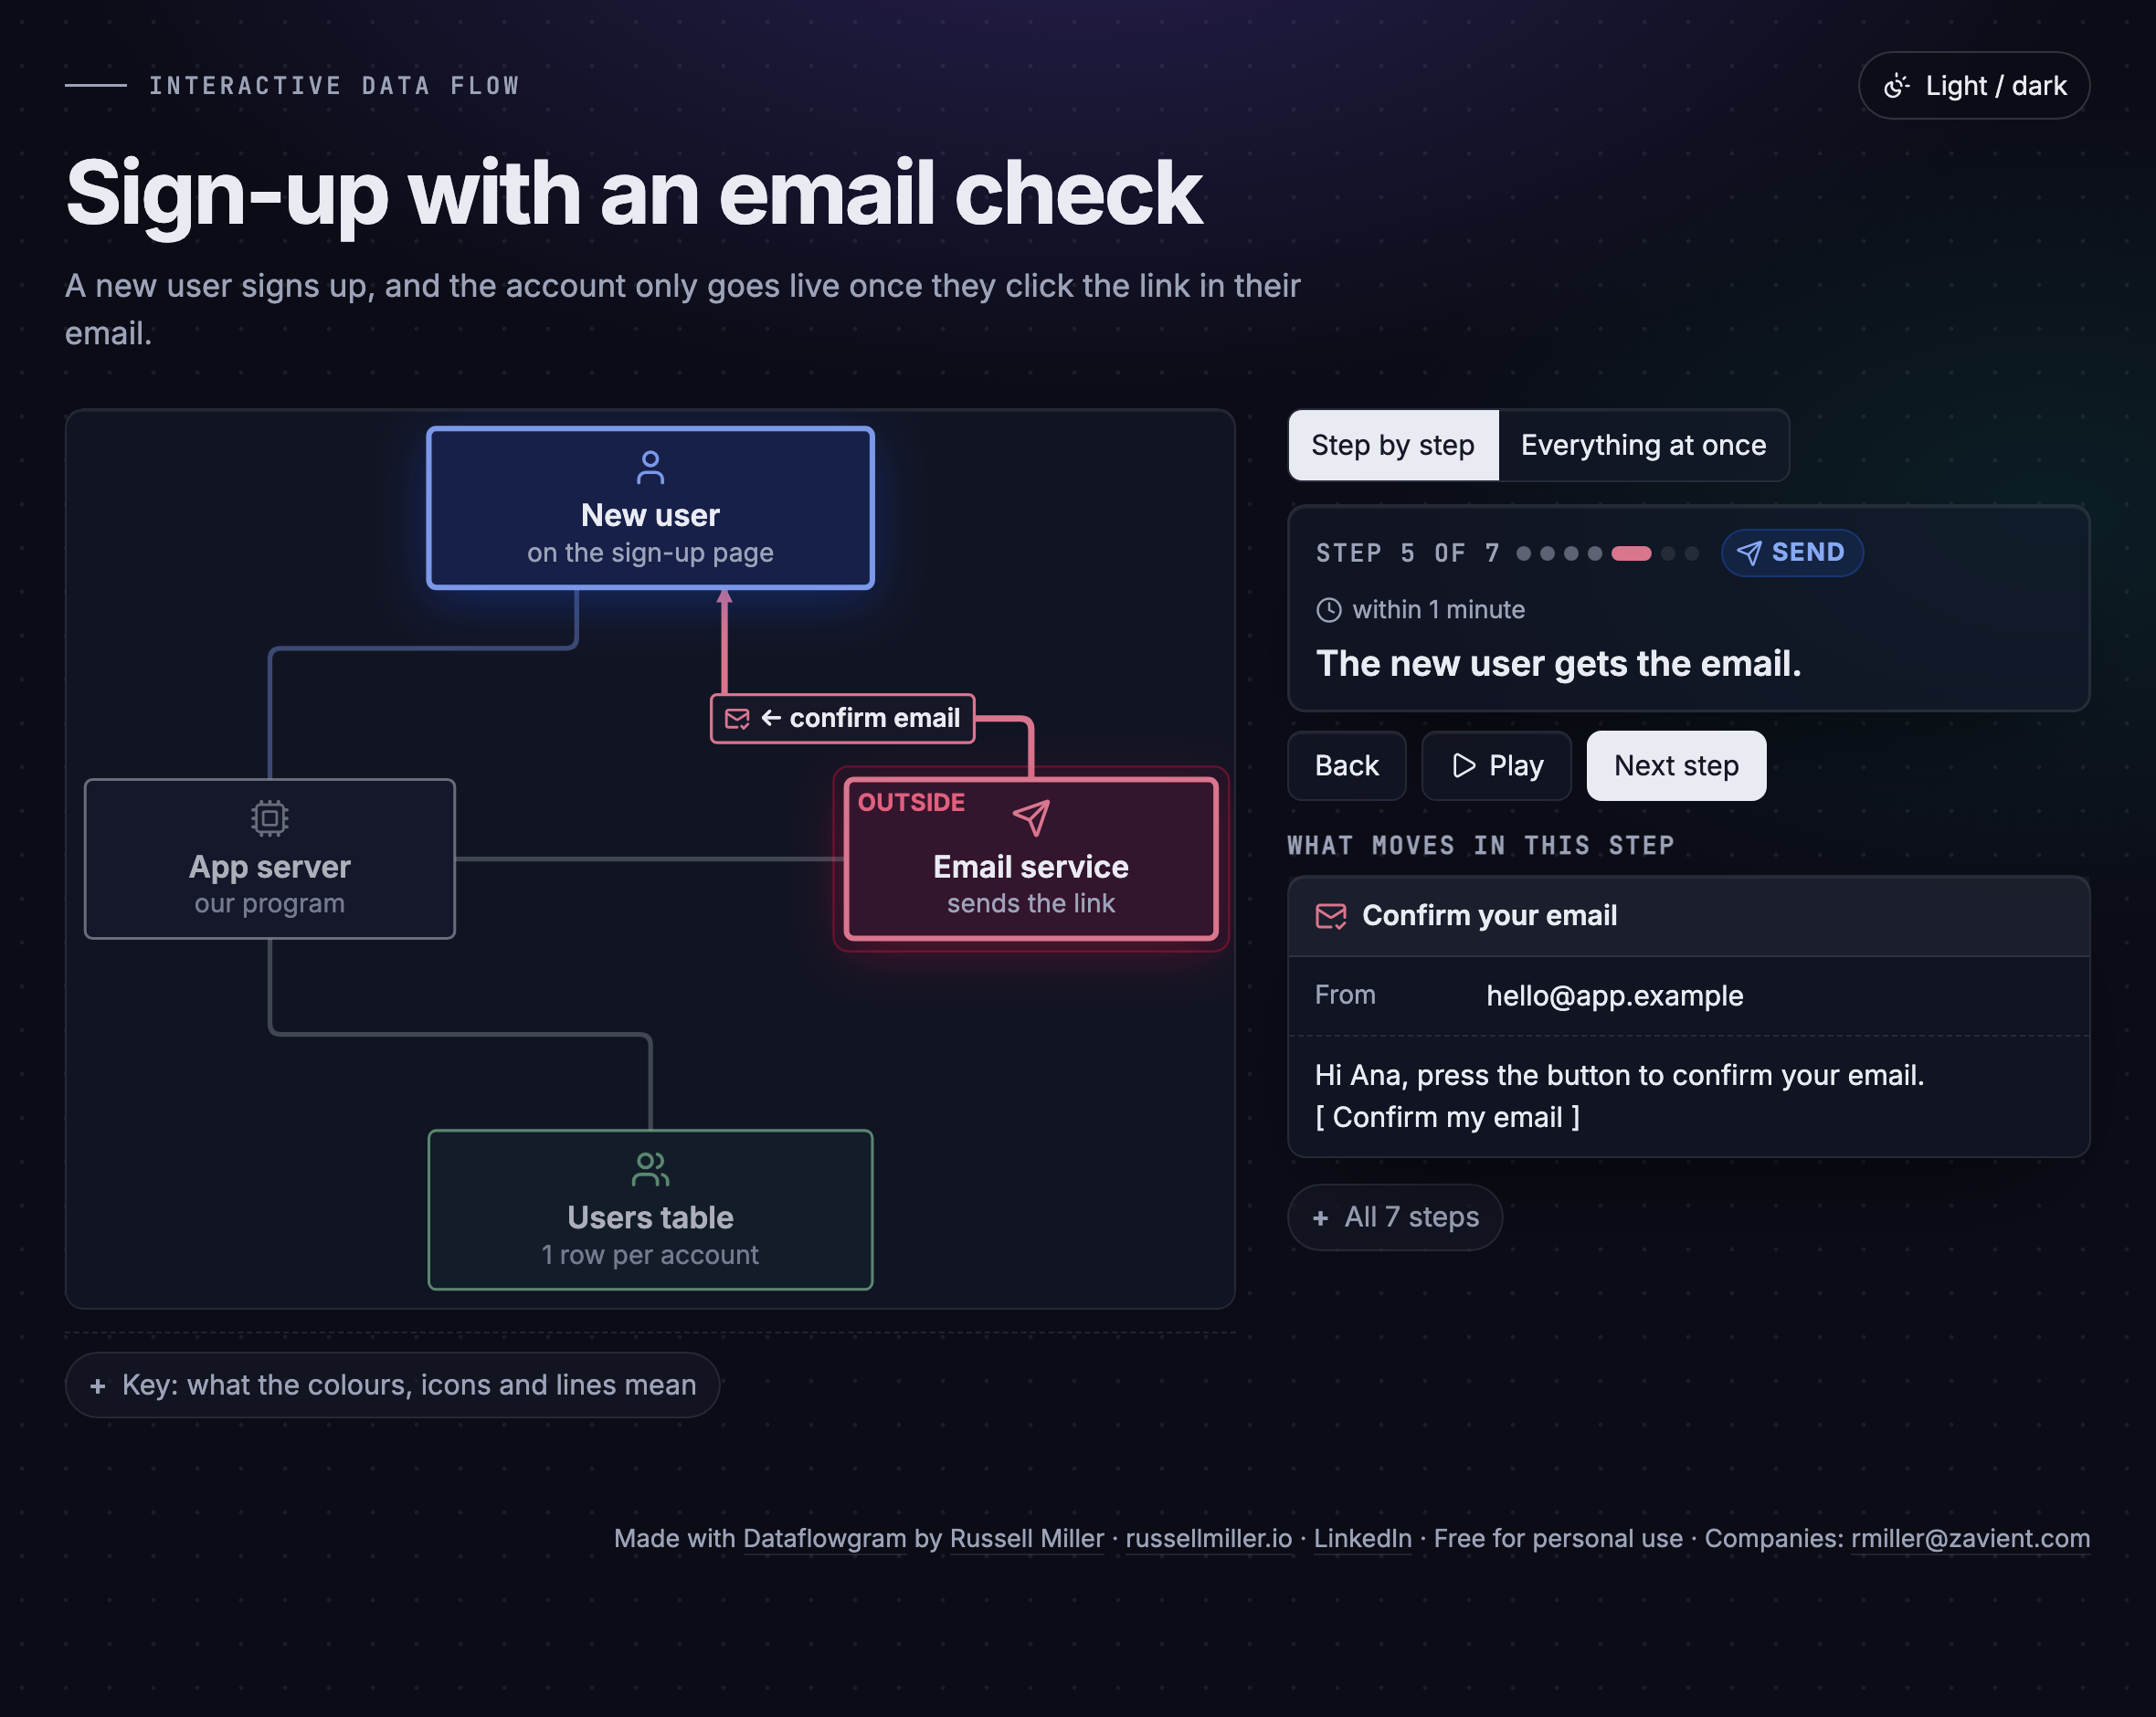 INTERACTIVE DATA FLOW
Light / dark
Sign-up with an email check
A new user signs up, and the account only goes live once they click the link in their
email.
New user
on the sign-up page
← confirm email
App server
our program
OUTSIDE
Email service
sends the link
Users table
1 row per account
+ Key: what the colours, icons and lines mean
Step by step
Everything at once
STEP 5 OF 7
SEND
within 1 minute
The new user gets the email.
Back
Play
Next step
WHAT MOVES IN THIS STEP
Confirm your email
From hello@app.example
Hi Ana, press the button to confirm your email.
[ Confirm my email ]
+ All 7 steps
Made with Dataflowgram by Russell Miller · russellmiller.io · LinkedIn · Free for personal use · Companies: rmiller@zavient.com